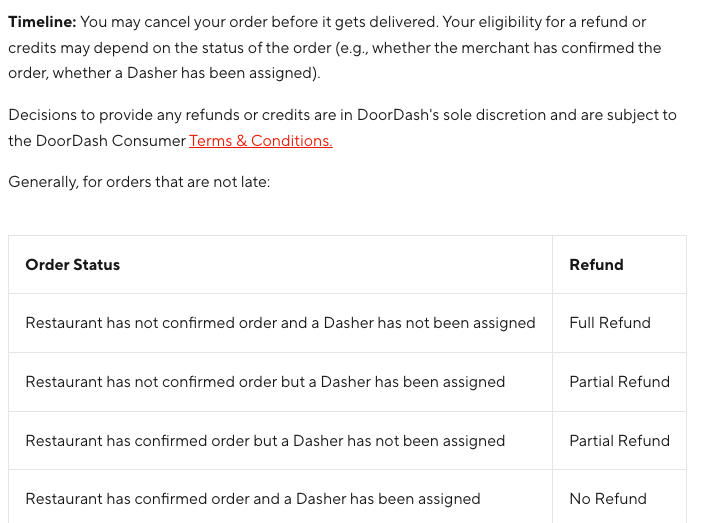 Timeline: You may cancel your order before it gets delivered. Your eligibility for a refund or
credits may depend on the status of the order (e.g., whether the merchant has confirmed the
order, whether a Dasher has been assigned).
Decisions to provide any refunds or credits are in DoorDash's sole discretion and are subject to
the DoorDash Consumer Terms & Conditions.
Generally, for orders that are not late:
Order Status Refund
Restaurant has not confirmed order and a Dasher has not been assigned Full Refund
Restaurant has not confirmed order but a Dasher has been assigned Partial Refund
Restaurant has confirmed order but a Dasher has not been assigned Partial Refund
Restaurant has confirmed order and a Dasher has been assigned No Refund